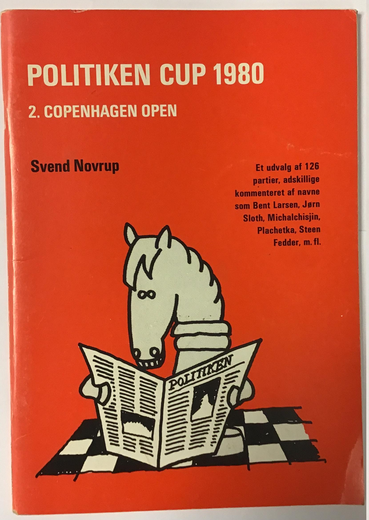 POLITIKEN CUP 1980
2. COPENHAGEN OPEN
Svend Novrup
Et udvalg af 126
partier, adskillige
kommenteret af navne
som Bent Larsen, Jørn
Sloth, Michalchisjin,
Plachetka, Steen
Fedder, m. fl.
POLITIKEN